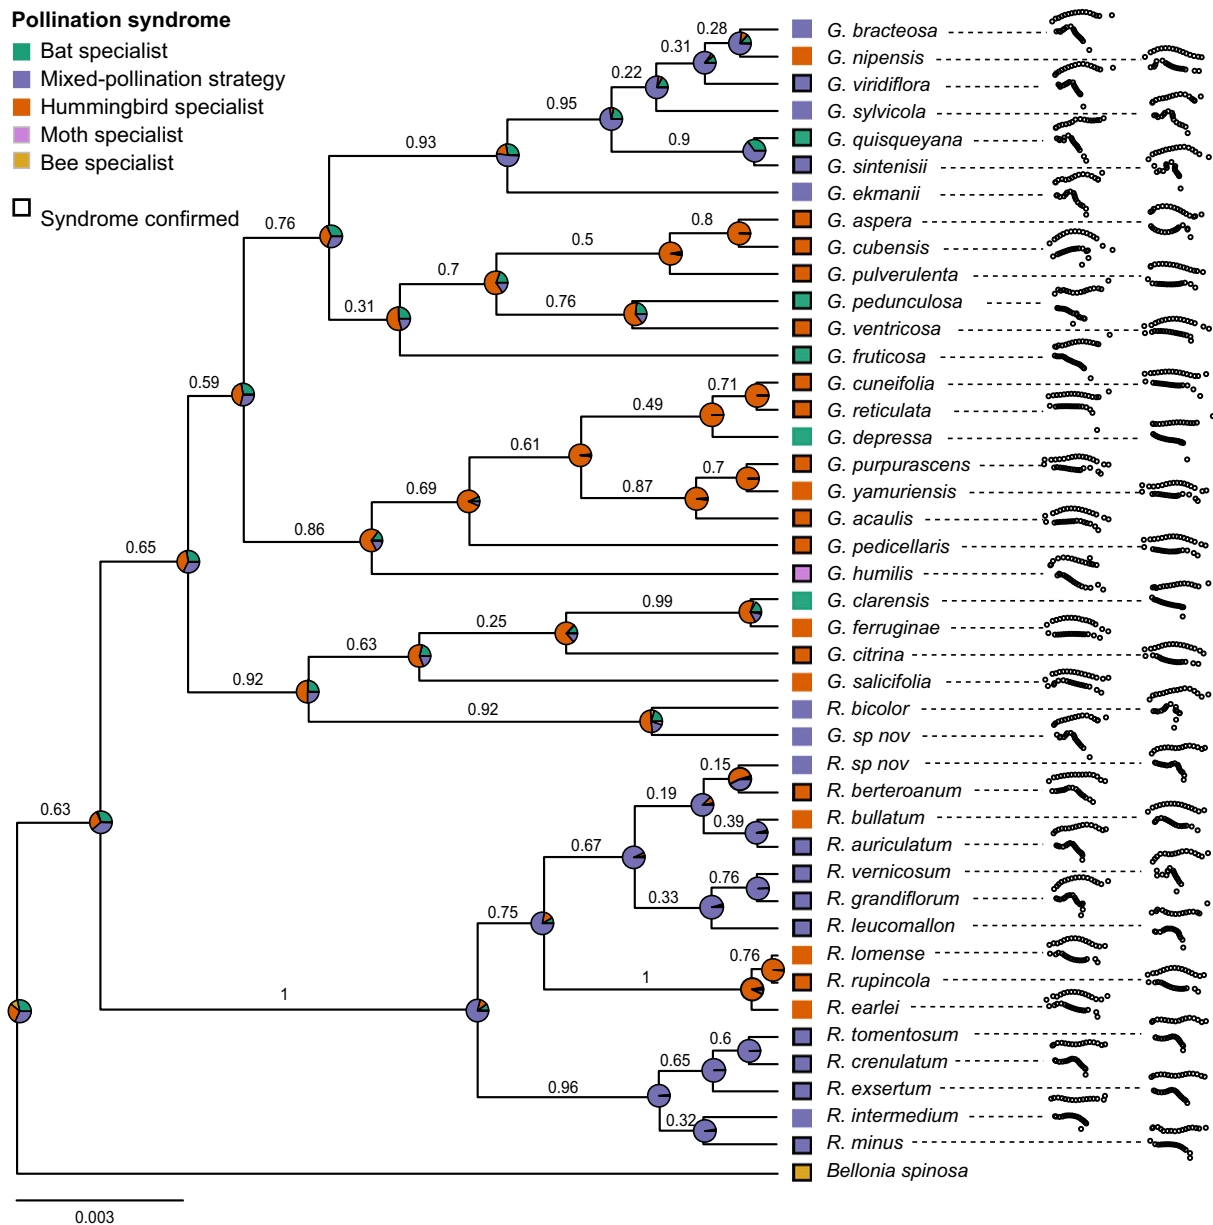 Pollination syndrome
Bat specialist
Mixed-pollination strategy
Hummingbird specialist
Moth specialist
Bee specialist
Syndrome confirmed
G. bracteosa
G. nipensis
G. viridiflora
G. sylvicola
G. quisqueyana
G. sintenisii
G. ekmanii
G. aspera
G. cubensis
G. pulverulenta
G. pedunculosa
G. ventricosa
G. fruticosa
G. cuneifolia
G. reticulata
G. depressa
G. purpurascens
G. yamuriensis
G. acaulis
G. pedicellaris
G. humilis
G. clarensis
G. ferruginae
G. citrina
G. salicifolia
R. bicolor
G. sp nov
R. sp nov
R. berteroanum
R. bullatum
R. auriculatum
R. vernicosum
R. grandiflorum
R. leucomallon
R. lomense
R. rupincola
R. earlei
R. tomentosum
R. crenulatum
R. exsertum
R. intermedium
R. minus
Bellonia spinosa
0.28
0.31
0.22
0.95
0.9
0.93
0.76
0.8
0.5
0.7
0.76
0.31
0.59
0.71
0.49
0.61
0.7
0.87
0.69
0.86
0.65
0.99
0.25
0.63
0.92
0.92
0.63
0.15
0.19
0.39
0.67
0.76
0.33
0.75
0.76
1
1
0.6
0.65
0.96
0.32
0.003